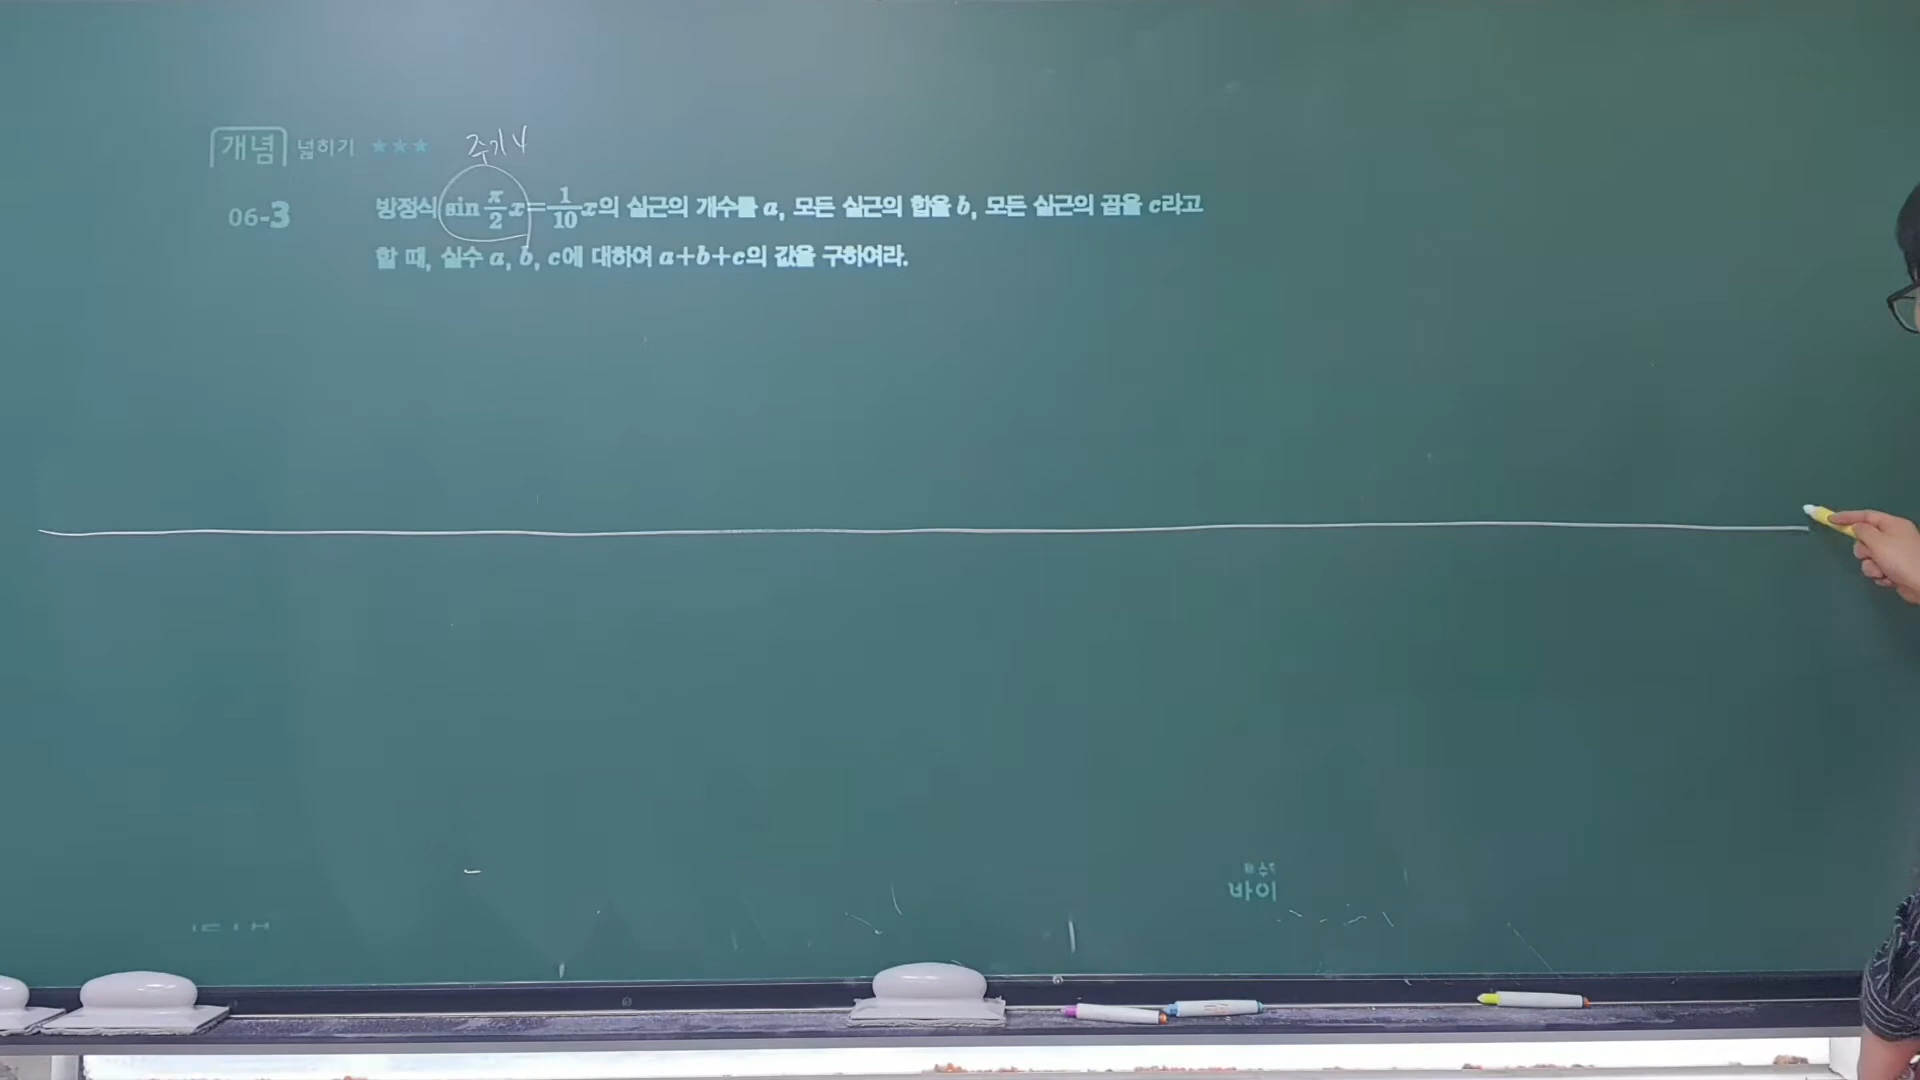 개념 넓히기 ★★★
주기 4
06-3 방정식 sin π/2 x = 1/10 x의 실근의 개수를 a, 모든 실근의 합을 b, 모든 실근의 곱을 c라고
할 때, 실수 a, b, c에 대하여 a+b+c의 값을 구하여라.
바이